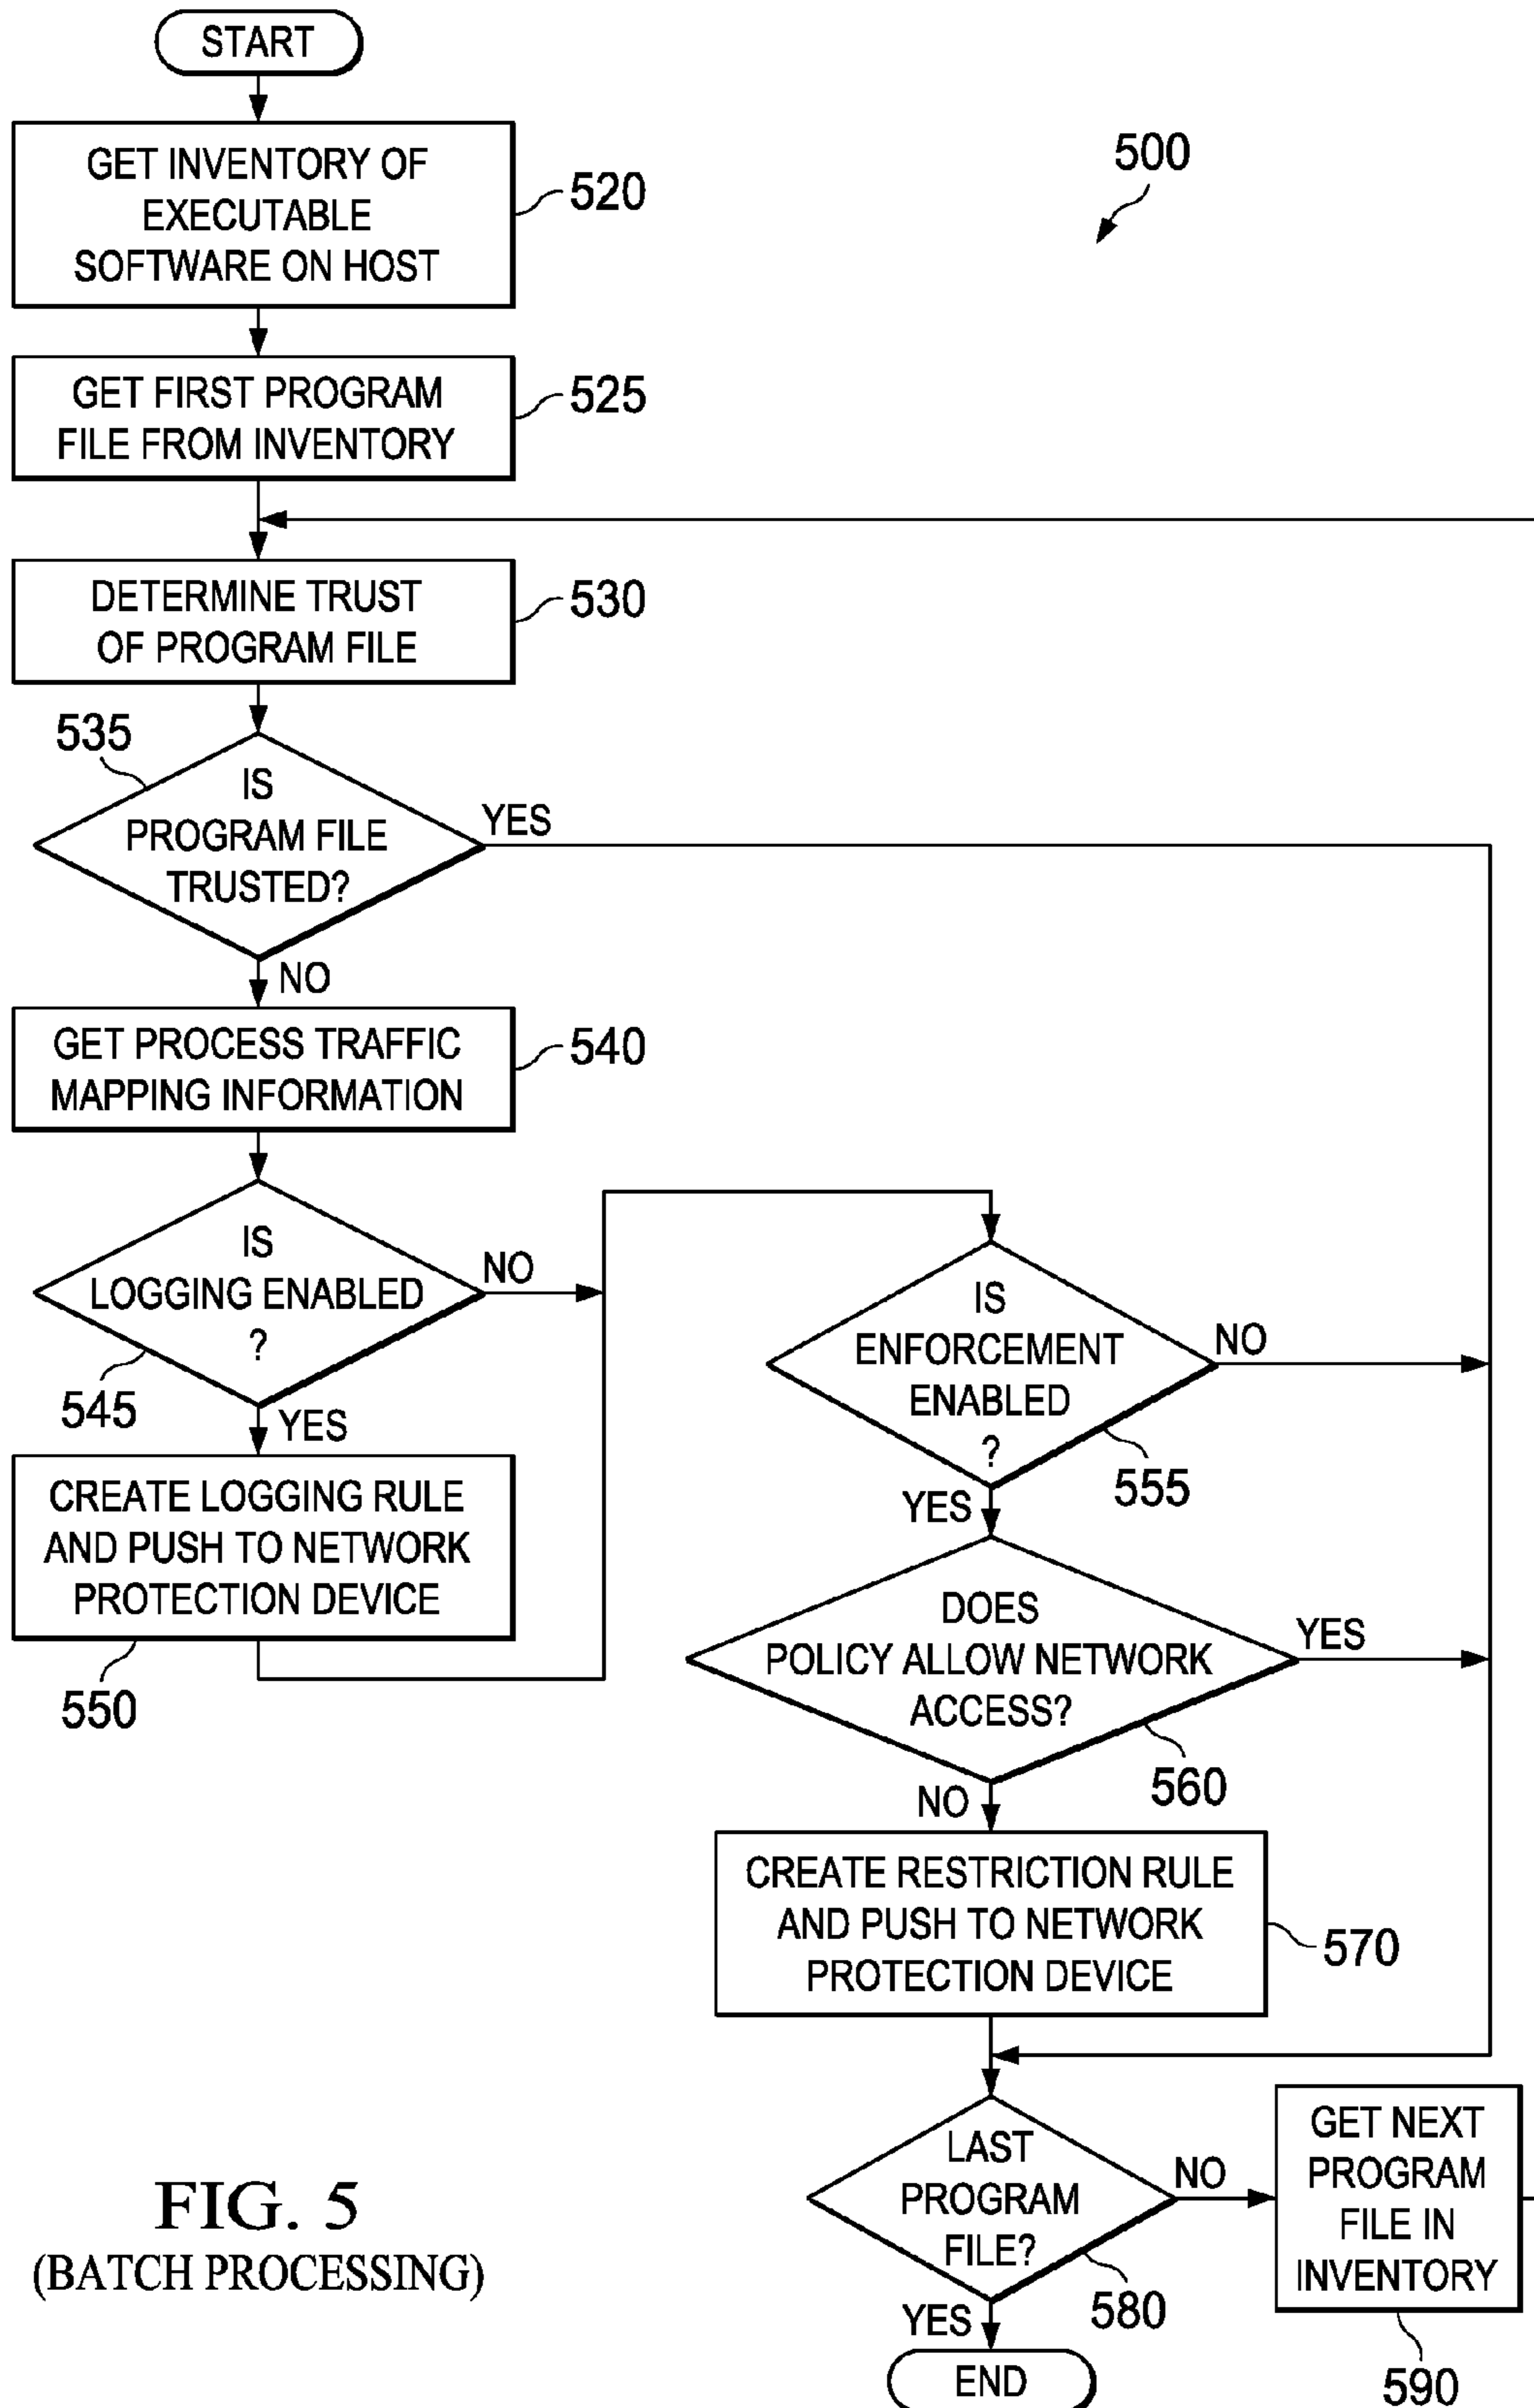 START
GET INVENTORY OF
EXECUTABLE
SOFTWARE ON HOST
520
500
GET FIRST PROGRAM
FILE FROM INVENTORY
525
DETERMINE TRUST
OF PROGRAM FILE
530
535
IS
PROGRAM FILE
TRUSTED?
YES
NO
GET PROCESS TRAFFIC
MAPPING INFORMATION
540
IS
LOGGING ENABLED
?
NO
545
YES
CREATE LOGGING RULE
AND PUSH TO NETWORK
PROTECTION DEVICE
550
IS
ENFORCEMENT
ENABLED
?
NO
555
YES
DOES
POLICY ALLOW NETWORK
ACCESS?
YES
560
NO
CREATE RESTRICTION RULE
AND PUSH TO NETWORK
PROTECTION DEVICE
570
LAST
PROGRAM
FILE?
NO
580
YES
GET NEXT
PROGRAM
FILE IN
INVENTORY
590
END
FIG. 5
(BATCH PROCESSING)